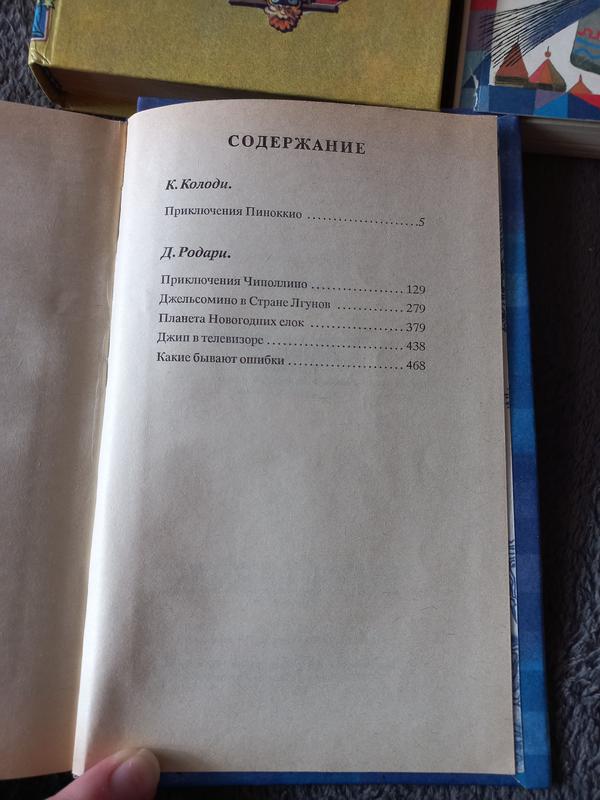 СОДЕРЖАНИЕ
К. Колоди.
Приключения Пиноккио ......................5
Д. Родари.
Приключения Чиполлино ................... 129
Джельсомино в Стране Лгунов .............. 279
Планета Новогодних елок ................... 379
Джип в телевизоре ........................... 438
Какие бывают ошибки ....................... 468